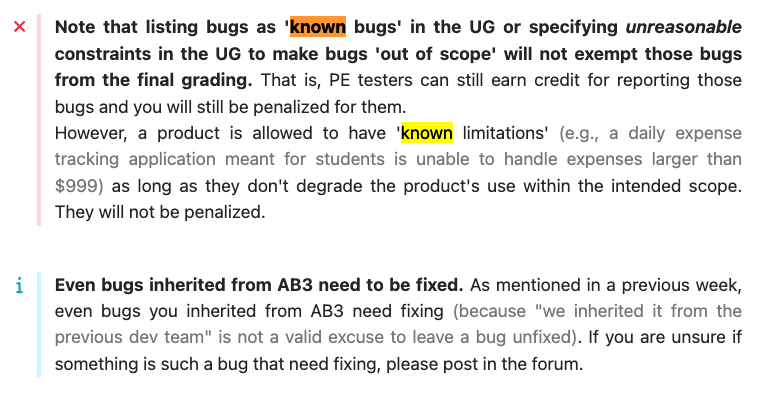 Note that listing bugs as 'known bugs' in the UG or specifying unreasonable
constraints in the UG to make bugs 'out of scope' will not exempt those bugs
from the final grading. That is, PE testers can still earn credit for reporting those
bugs and you will still be penalized for them.
However, a product is allowed to have 'known limitations' (e.g., a daily expense
tracking application meant for students is unable to handle expenses larger than
$999) as long as they don't degrade the product's use within the intended scope.
They will not be penalized.
Even bugs inherited from AB3 need to be fixed. As mentioned in a previous week,
even bugs you inherited from AB3 need fixing (because "we inherited it from the
previous dev team" is not a valid excuse to leave a bug unfixed). If you are unsure if
something is such a bug that need fixing, please post in the forum.